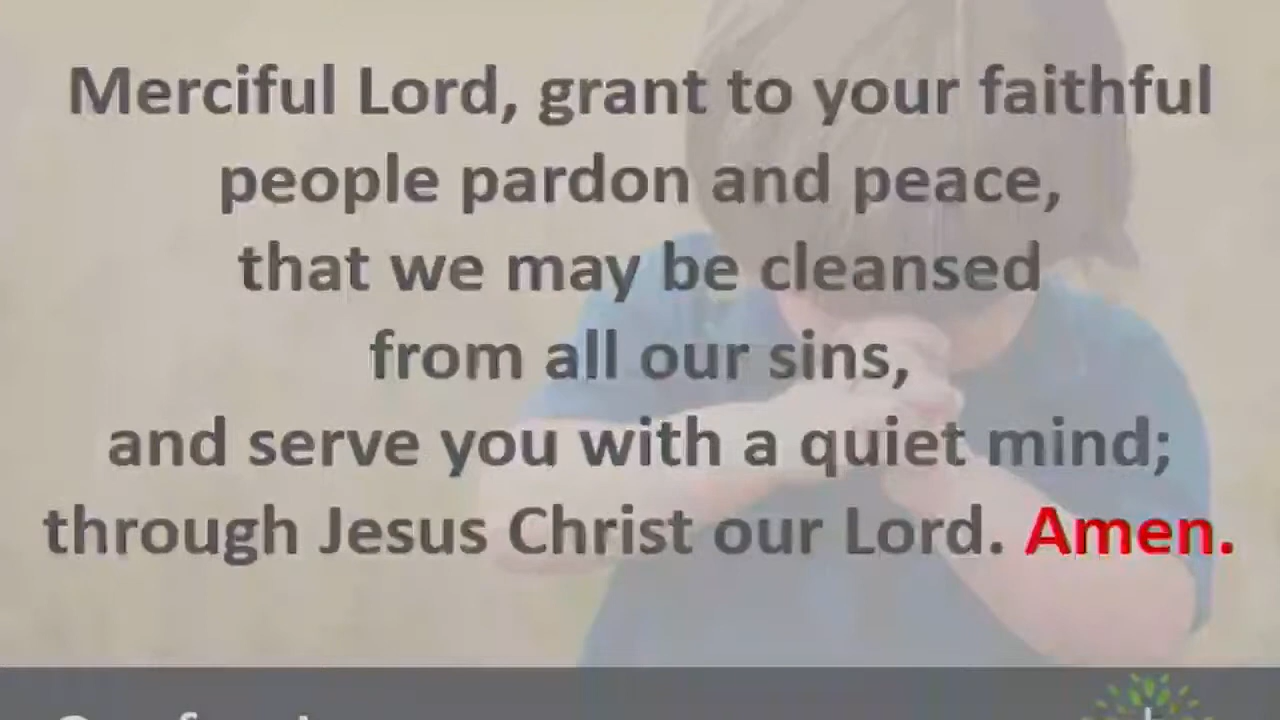 Merciful Lord, grant to your faithful
people pardon and peace,
that we may be cleansed
from all our sins,
and serve you with a quiet mind;
through Jesus Christ our Lord. Amen.